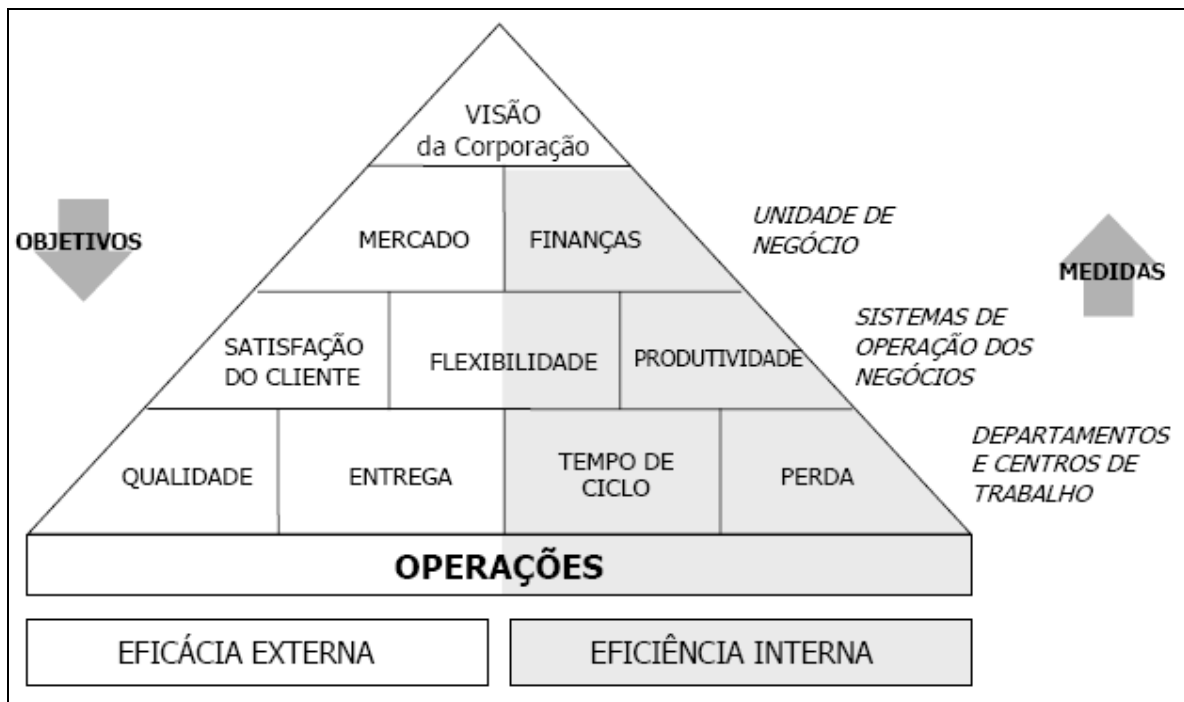 VISÃO
da Corporação
OBJETIVOS
MERCADO
FINANÇAS
UNIDADE DE
NEGÓCIO
MEDIDAS
SATISFAÇÃO
DO CLIENTE
FLEXIBILIDADE
PRODUTIVIDADE
SISTEMAS DE
OPERAÇÃO DOS
NEGÓCIOS
QUALIDADE
ENTREGA
TEMPO DE
CICLO
PERDA
DEPARTAMENTOS
E CENTROS DE
TRABALHO
OPERAÇÕES
EFICÁCIA EXTERNA
EFICIÊNCIA INTERNA